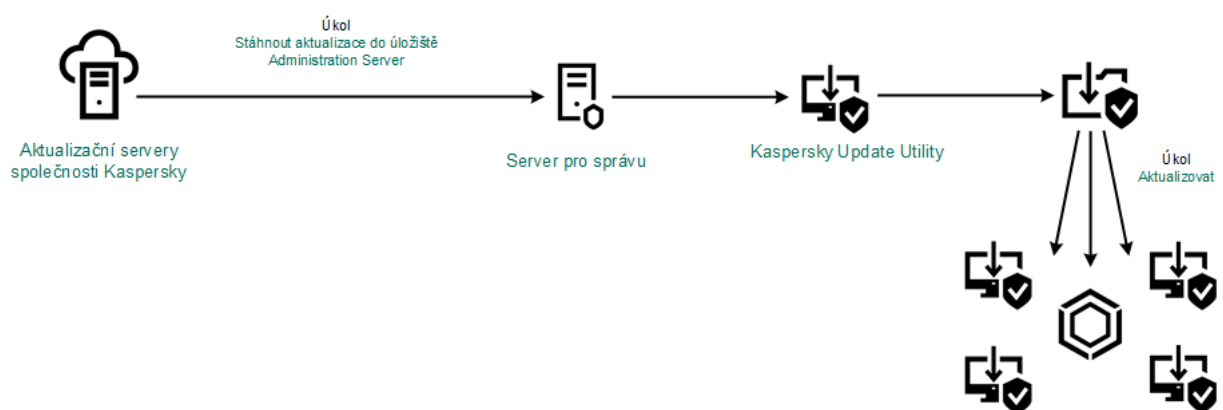 Úkol
Stáhnout aktualizace do úložiště
Administration Server
Aktualizační servery
společnosti Kaspersky
Server pro správu
Kaspersky Update Utility
Úkol
Aktualizovat